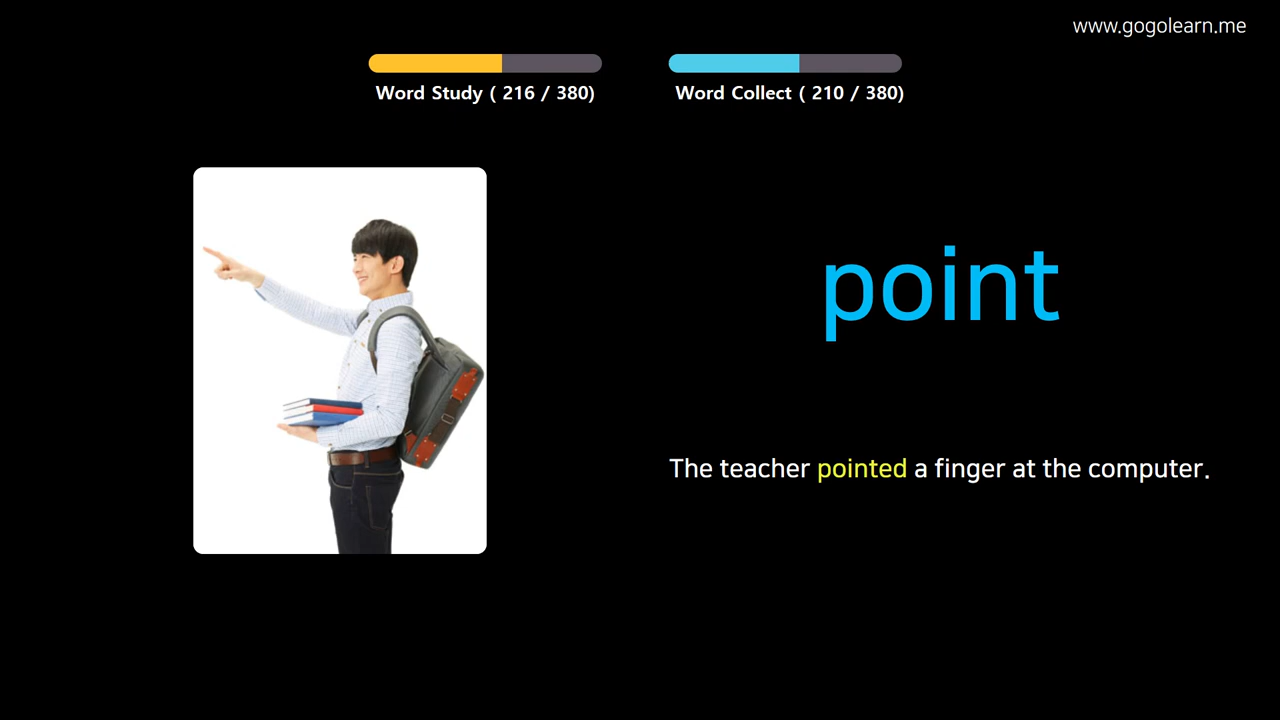 www.gogolearn.me
Word Study ( 216 / 380)
Word Collect ( 210 / 380)
point
The teacher pointed a finger at the computer.